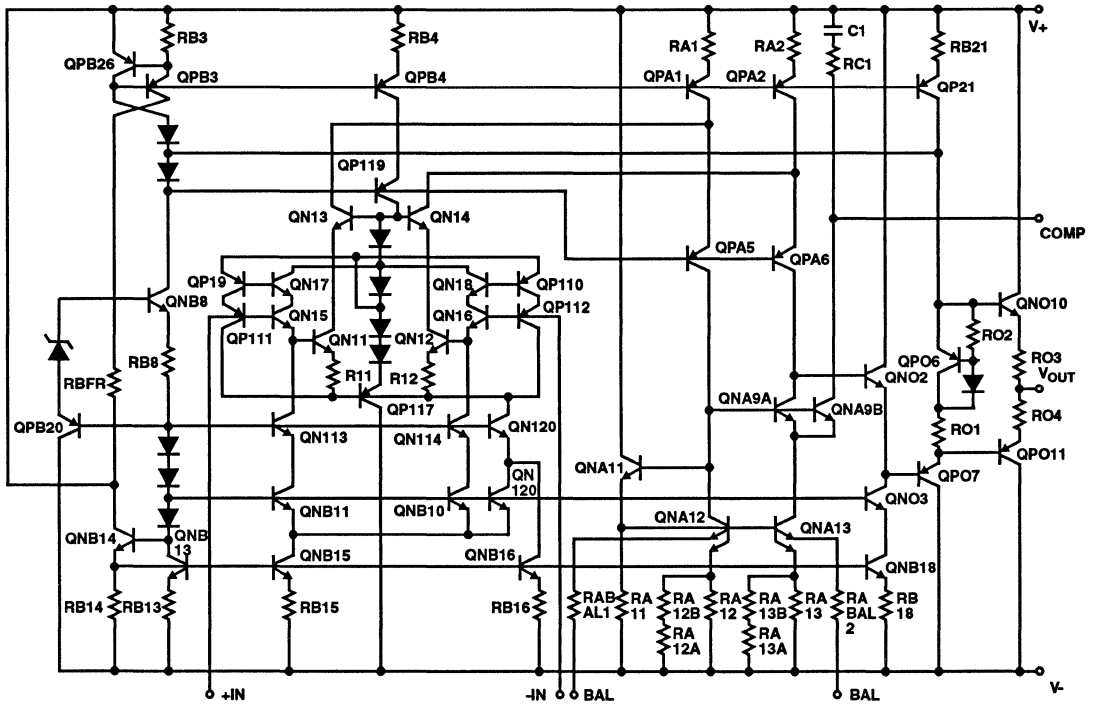 V+
RB3
RB4
RA1
RA2
C1
RC1
RB21
QPB26
QPB3
QPB4
QPA1
QPA2
QP21
QP119
QN13
QN14
COMP
QPA5
QPA6
QP19
QN17
QN18
QP110
QNB8
QP111
QN15
QN11
QN12
QN16
QP112
QNO10
RO2
RO3
RB8
RBFR
R11
R12
QPO6
VOUT
QNO2
QP117
QNA9A
QNA9B
RO4
QPB20
QN113
QN114
QN120
RO1
QPO11
QNA11
QN
120
QPO7
QNB11
QNB10
QNO3
QNB14
QNB
13
QNA12
QNA13
QNB15
QNB16
QNB18
RB14
RB13
RB15
RB16
RAB
AL1
RA
11
RA
12B
RA
12
RA
13B
RA
13
RA
BAL
2
RB
18
RA
12A
RA
13A
V-
+IN
-IN
BAL
BAL